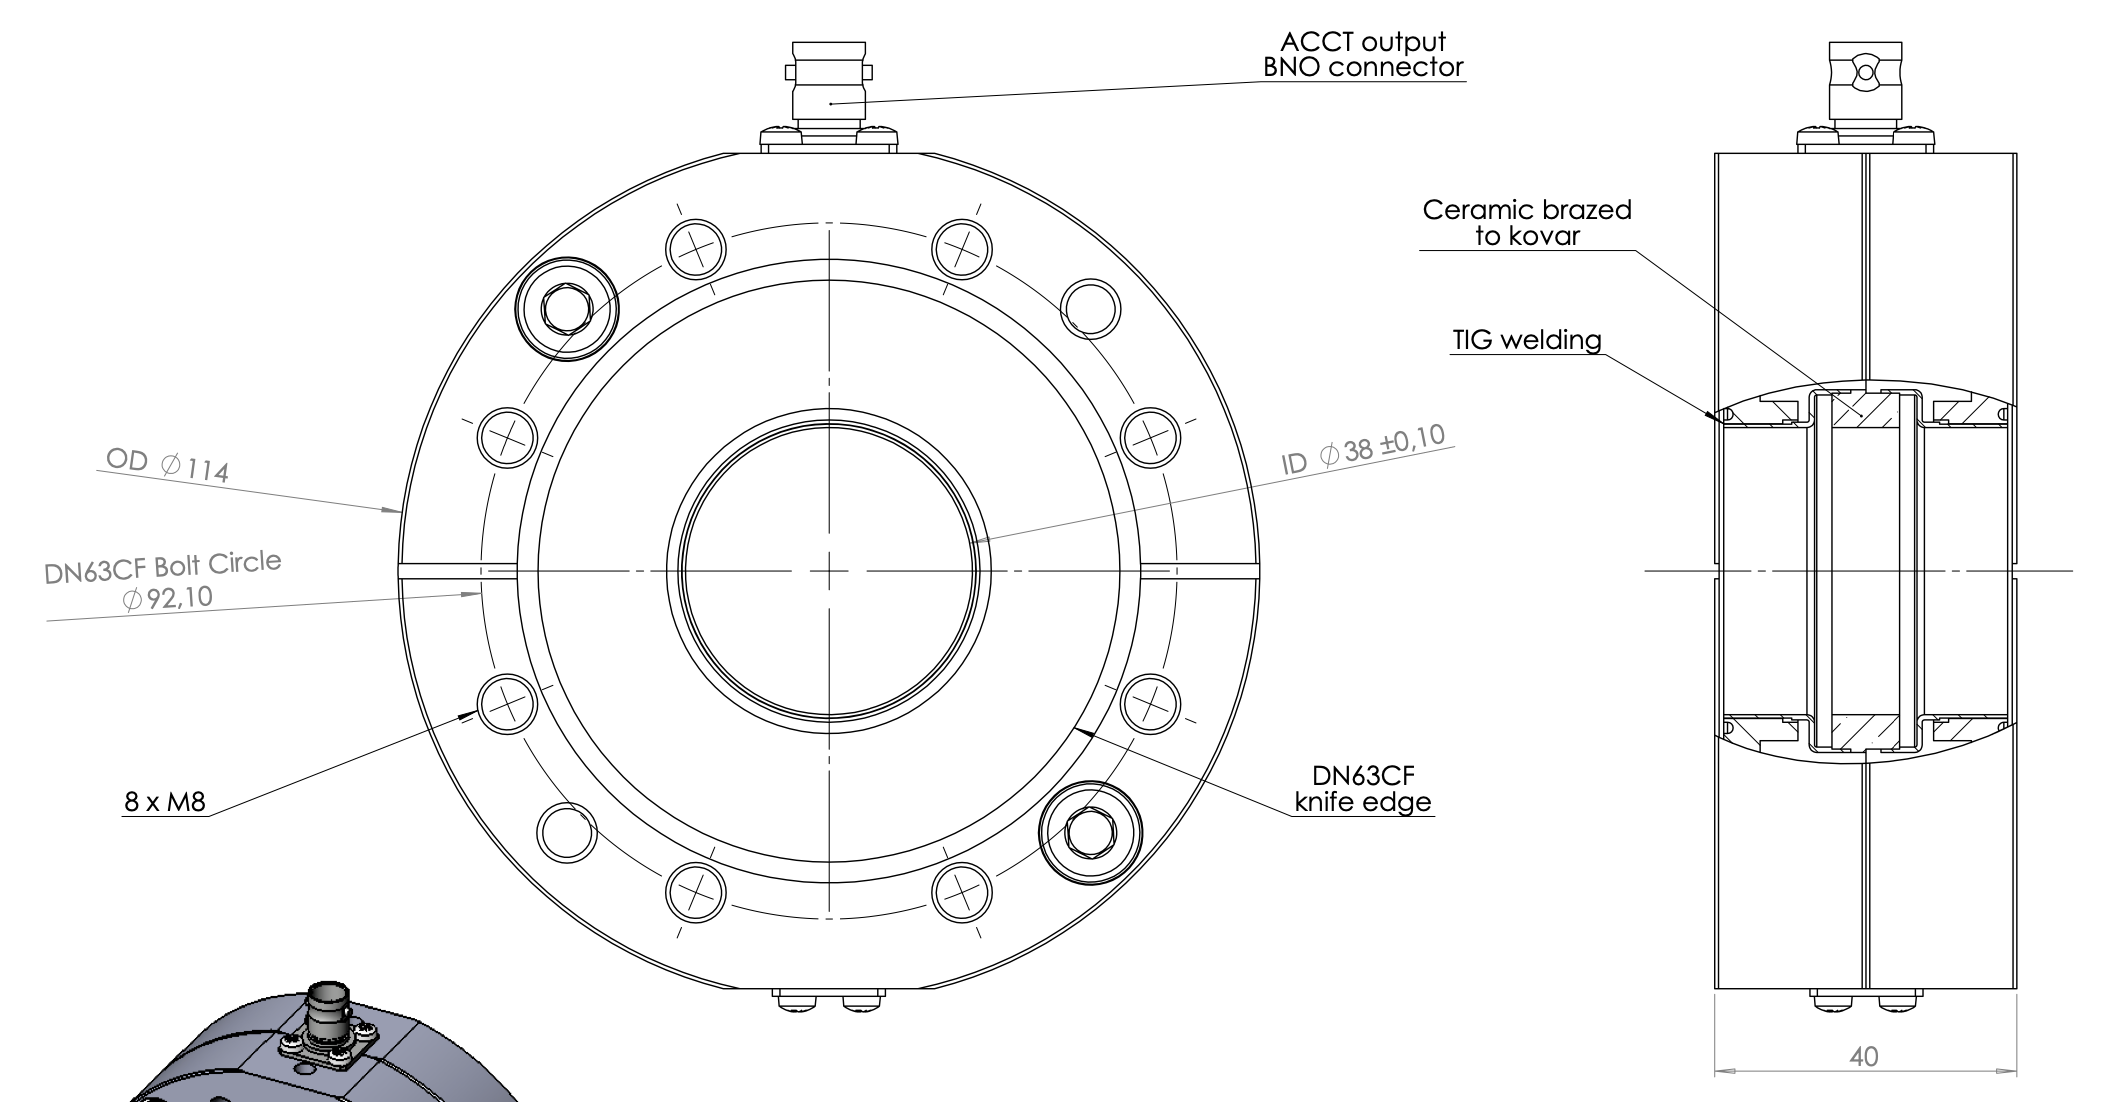 ACCT output
BNO connector
Ceramic brazed
to kovar
TIG welding
OD ∅114
ID ∅38 ±0,10
DN63CF Bolt Circle
∅92,10
8 x M8
DN63CF
knife edge
40